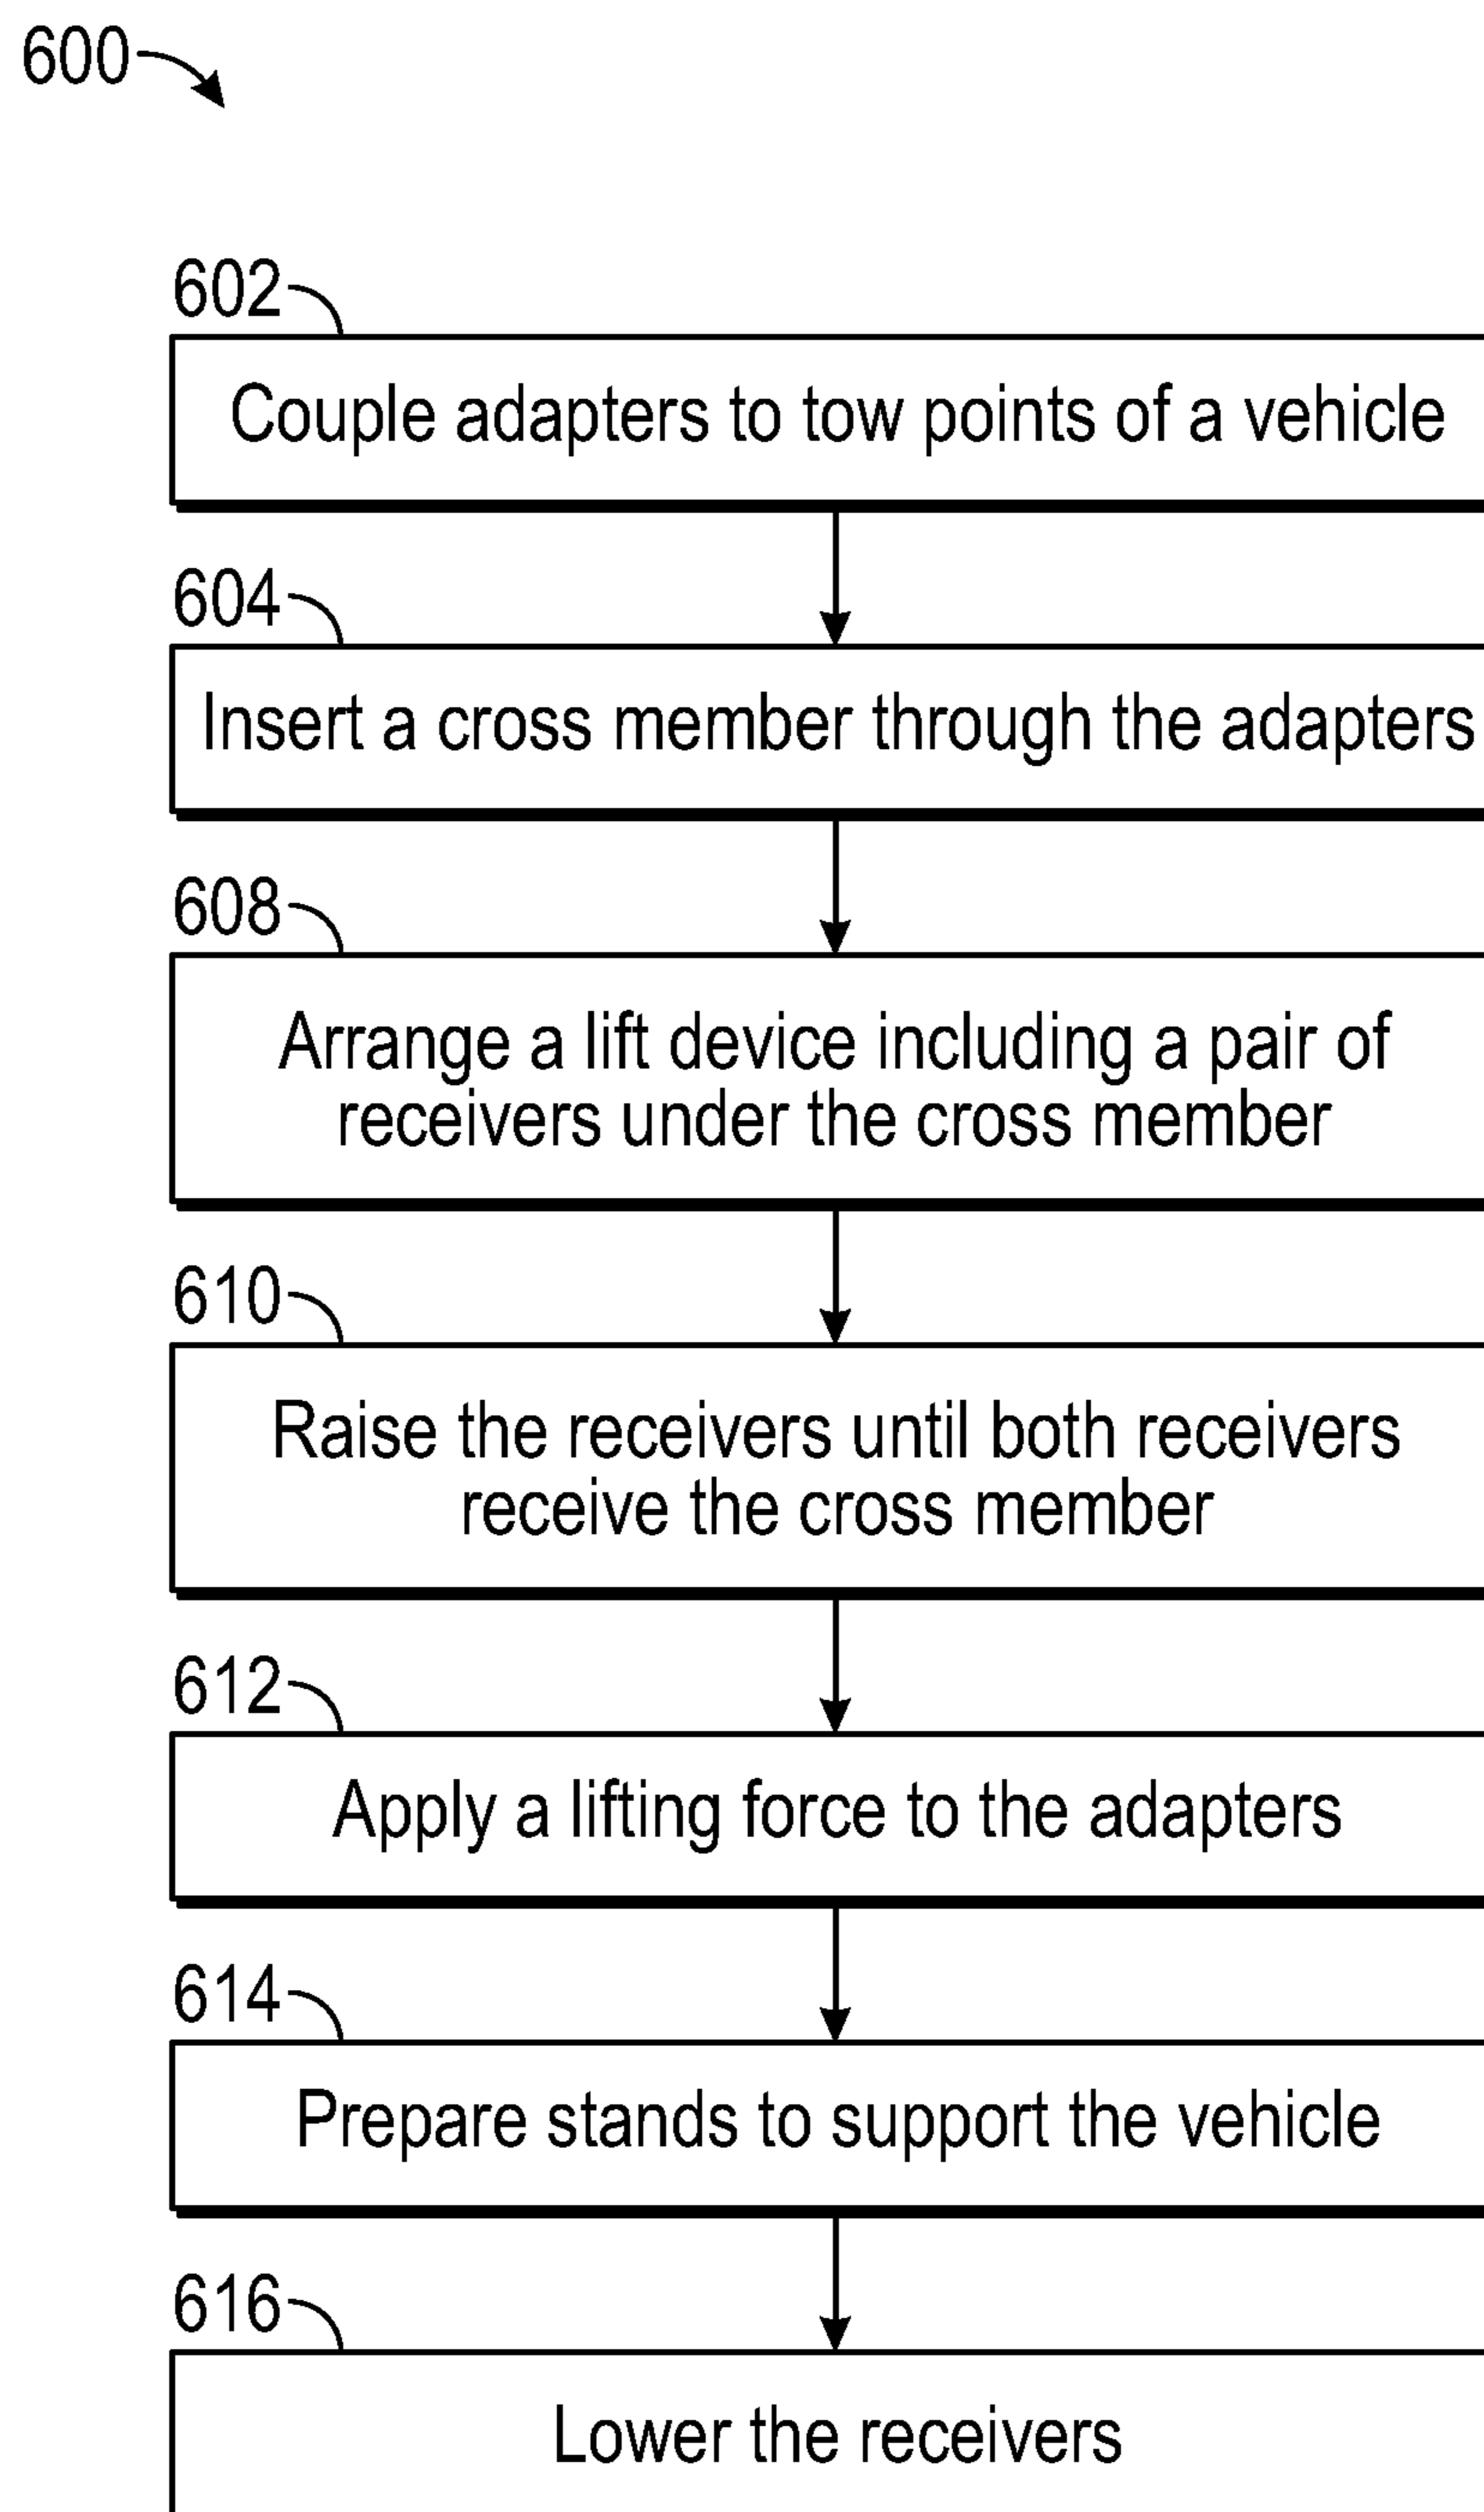 600
602
Couple adapters to tow points of a vehicle
604
Insert a cross member through the adapters
608
Arrange a lift device including a pair of
receivers under the cross member
610
Raise the receivers until both receivers
receive the cross member
612
Apply a lifting force to the adapters
614
Prepare stands to support the vehicle
616
Lower the receivers